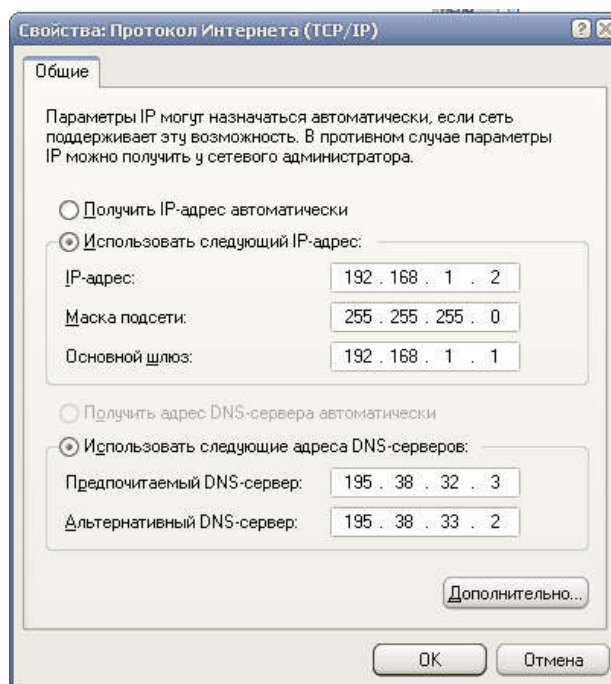 Свойства: Протокол Интернета (TCP/IP)
Общие
Параметры IP могут назначаться автоматически, если сеть
поддерживает эту возможность. В противном случае параметры
IP можно получить у сетевого администратора.
Получить IP-адрес автоматически
Использовать следующий IP-адрес:
IP-адрес: 192 . 168 . 1 . 2
Маска подсети: 255 . 255 . 255 . 0
Основной шлюз: 192 . 168 . 1 . 1
Получить адрес DNS-сервера автоматически
Использовать следующие адреса DNS-серверов:
Предпочитаемый DNS-сервер: 195 . 38 . 32 . 3
Альтернативный DNS-сервер: 195 . 38 . 33 . 2
Дополнительно...
OK Отмена